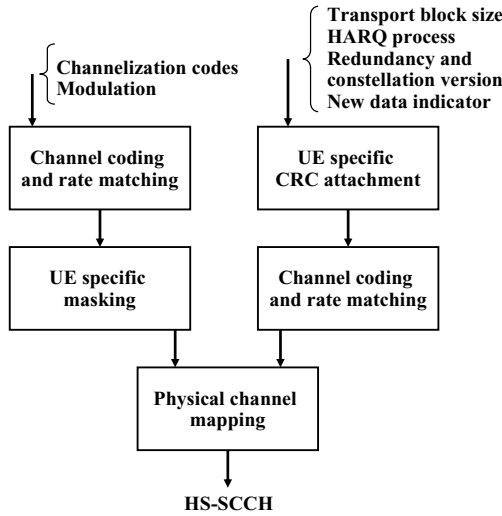 Transport block size
HARQ process
Redundancy and
constellation version
New data indicator
Channelization codes
Modulation
Channel coding
and rate matching
UE specific
CRC attachment
UE specific
masking
Channel coding
and rate matching
Physical channel
mapping
HS-SCCH